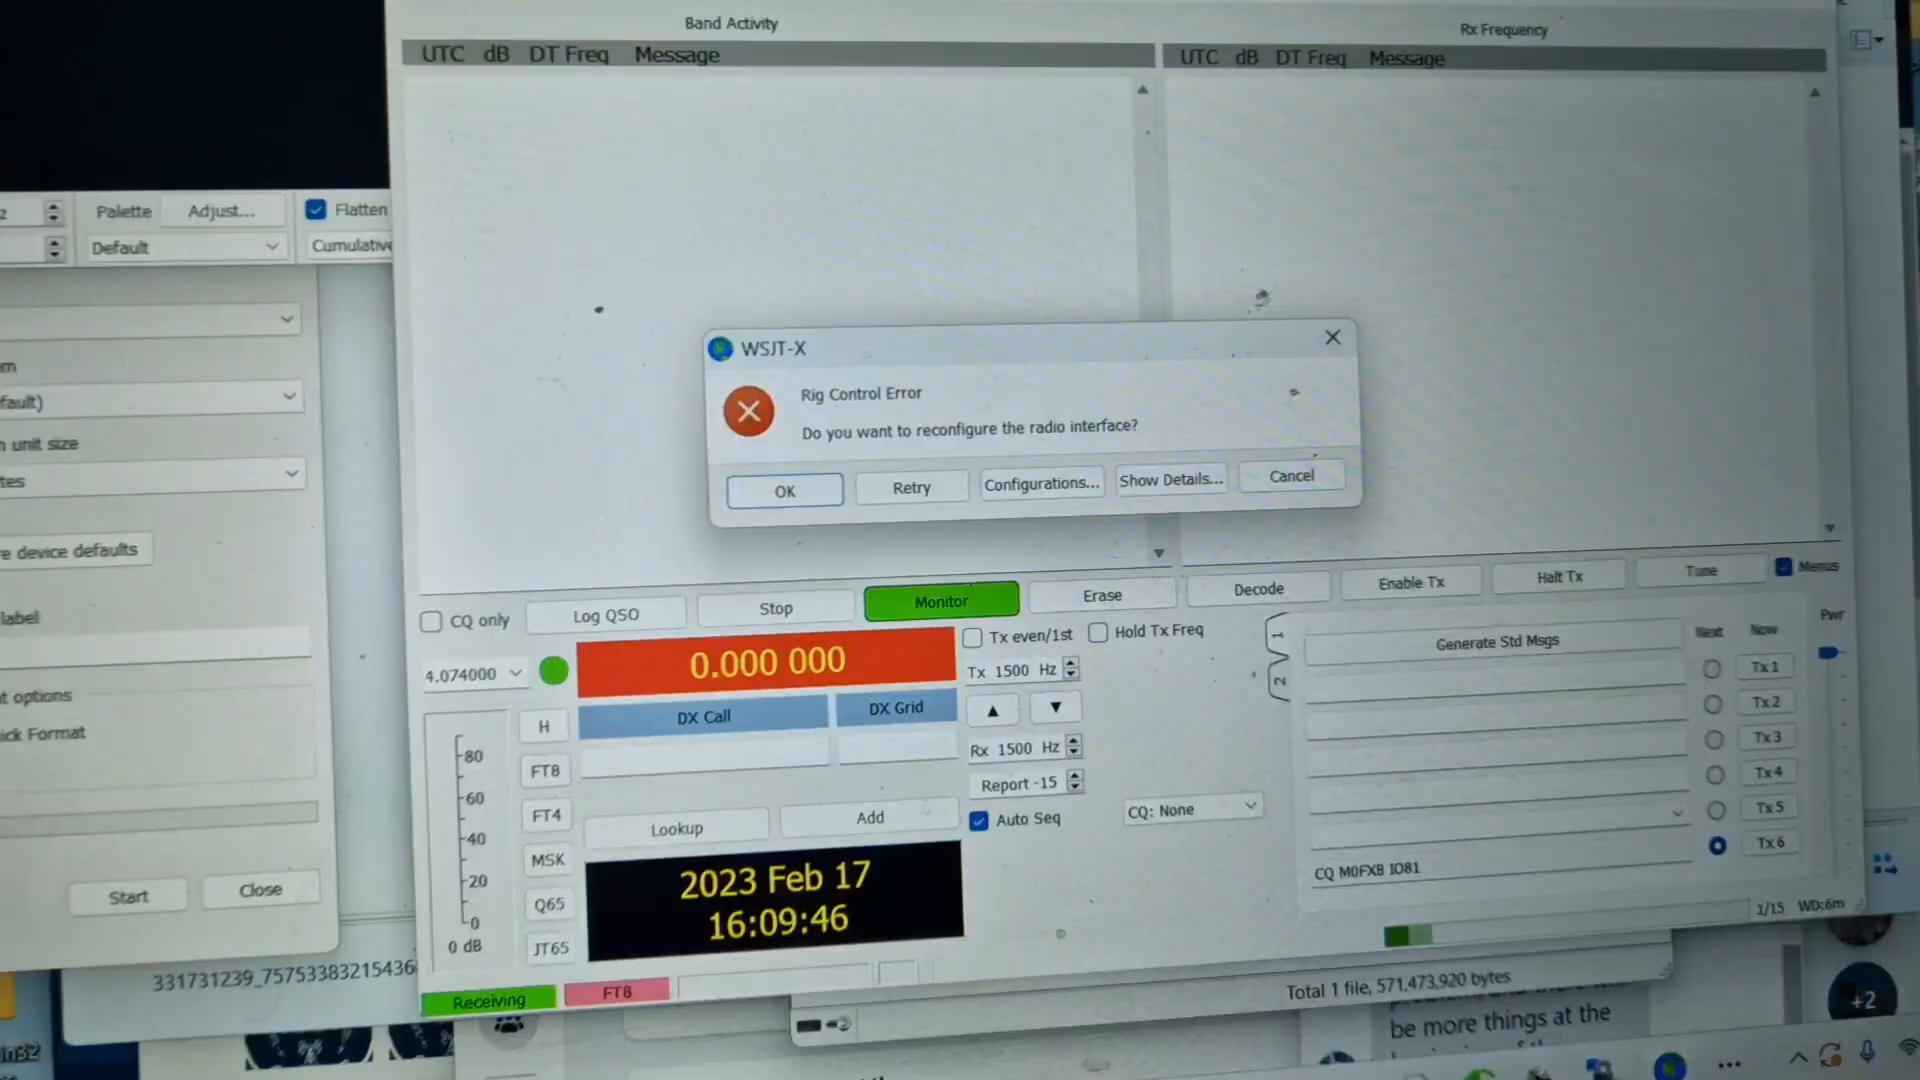 Band Activity
Rx Frequency
UTC dB DT Freq Message
UTC dB DT Freq Message
Palette Adjust... Flatten
Default Cumulative
WSJT-X
Rig Control Error
Do you want to reconfigure the radio interface?
OK Retry Configurations... Show Details... Cancel
fault)
unit size
tes
e device defaults
label
t options
ick Format
Start Close
CQ only Log QSO Stop Monitor Erase Decode Enable Tx Halt Tx Tune Menus
4.074000 0.000 000
Tx even/1st Hold Tx Freq
Tx 1500 Hz
DX Call DX Grid
Rx 1500 Hz
Report -15
Auto Seq CQ: None
Lookup Add
2023 Feb 17
16:09:46
80
60
40
20
0
0 dB
H
FT8
FT4
MSK
Q65
JT65
1
2
Generate Std Msgs Next Now Pwr
Tx 1
Tx 2
Tx 3
Tx 4
Tx 5
Tx 6
CQ M0FXB IO81
Receiving FT8
1/15 WD:6m
331731239_75753383215436
Total 1 file, 571,473,920 bytes
be more things at the
+2
in32